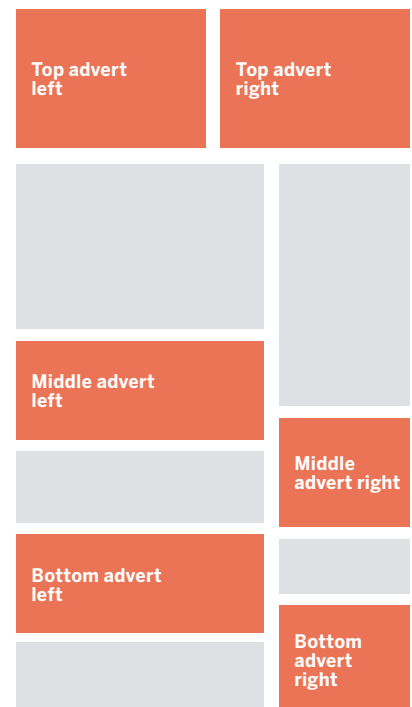 Top advert
left
Top advert
right
Middle advert
left
Middle
advert right
Bottom advert
left
Bottom
advert
right